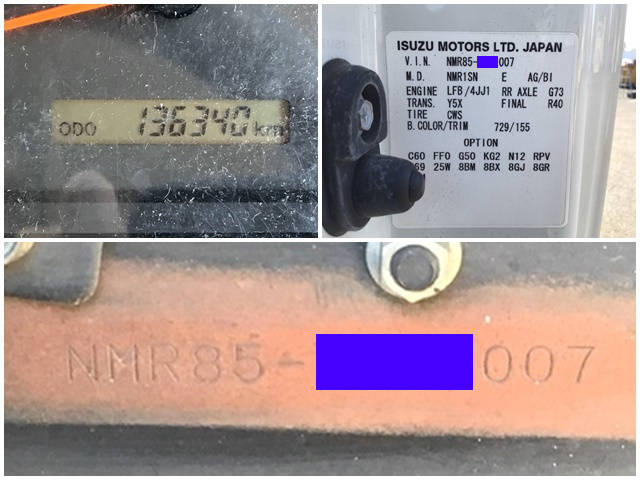 ODO 136340 km
ISUZU MOTORS LTD. JAPAN
V.I.N. NMR85- 007
M.D. NMR1SN E AG/BI
ENGINE LFB/4JJ1 RR AXLE G73
TRANS. Y5X FINAL R40
TIRE CWS
B.COLOR/TRIM 729/155
OPTION
C60 FF0 G50 KG2 N12 RPV
69 25W 8BM 8BX 8GJ 8GR
NMR85- 007